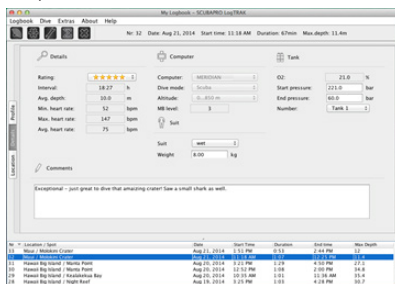 My Logbook - SCUBAPRO LogTRAK
Logbook Dive Extras About Help
Nr: 32 Date: Aug 21, 2014 Start time: 11:18 AM Duration: 67min Max.depth: 11.4m
Details Computer Tank
Rating: Computer: MERIDIAN O2: 21.0 %
Interval: 18:27 h Dive mode: Scuba Start pressure: 221.0 bar
Avg. depth: 10.0 m Altitude: End pressure: 60.0 bar
Min. heart rate: 52 bpm MB level: 3 Number: Tank 1
Max. heart rate: 147 bpm Suit
Avg. heart rate: 75 bpm
Suit wet
Weight 8.00 kg
Profile
Location
Comments
Exceptional - just great to dive that amazing crater! Saw a small shark as well.
Nr Location / Spot Date Start Time Duration End time Max Depth
33 Maui / Molokini Crater Aug 21, 2014 1:51 PM 0:53 2:44 PM 12
32 Maui / Molokini Crater Aug 21, 2014 11:18 AM 1:07 12:25 PM 11.4
31 Hawaii Big Island / Manta Point Aug 20, 2014 3:21 PM 1:29 4:50 PM 27.1
30 Hawaii Big Island / Manta Point Aug 20, 2014 12:52 PM 1:08 2:00 PM 34.8
29 Hawaii Big Island / Kealakekua Bay Aug 20, 2014 10:35 AM 1:01 11:36 AM 35.4
28 Hawaii Big Island / Night Reef Aug 19, 2014 3:25 PM 1:03 4:28 PM 30.7